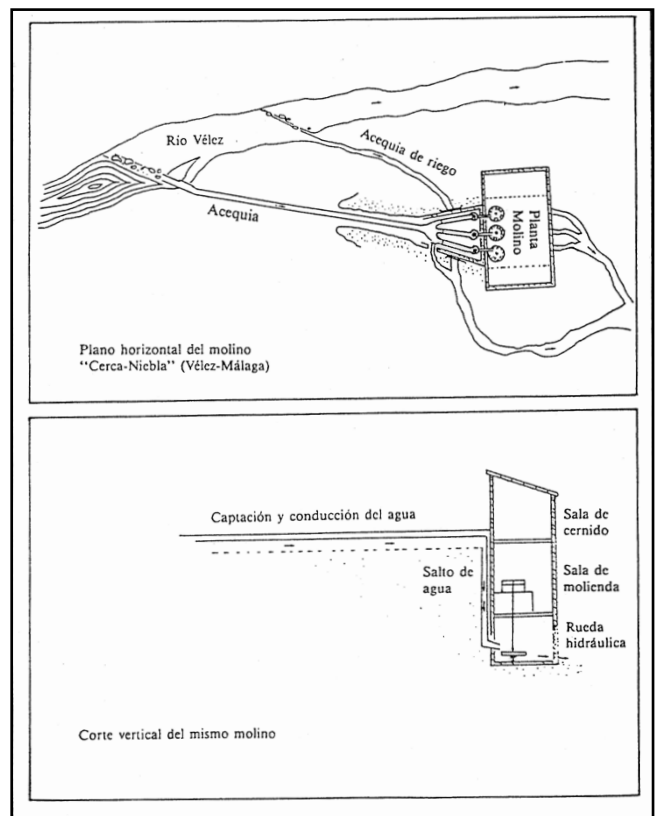 Río Vélez
Acequia de riego
Acequia
Planta
Molino
Plano horizontal del molino
“Cerca-Niebla” (Vélez-Málaga)
Captación y conducción del agua
Sala de
cernido
Salto de
agua
Sala de
molienda
Rueda
hidráulica
Corte vertical del mismo molino